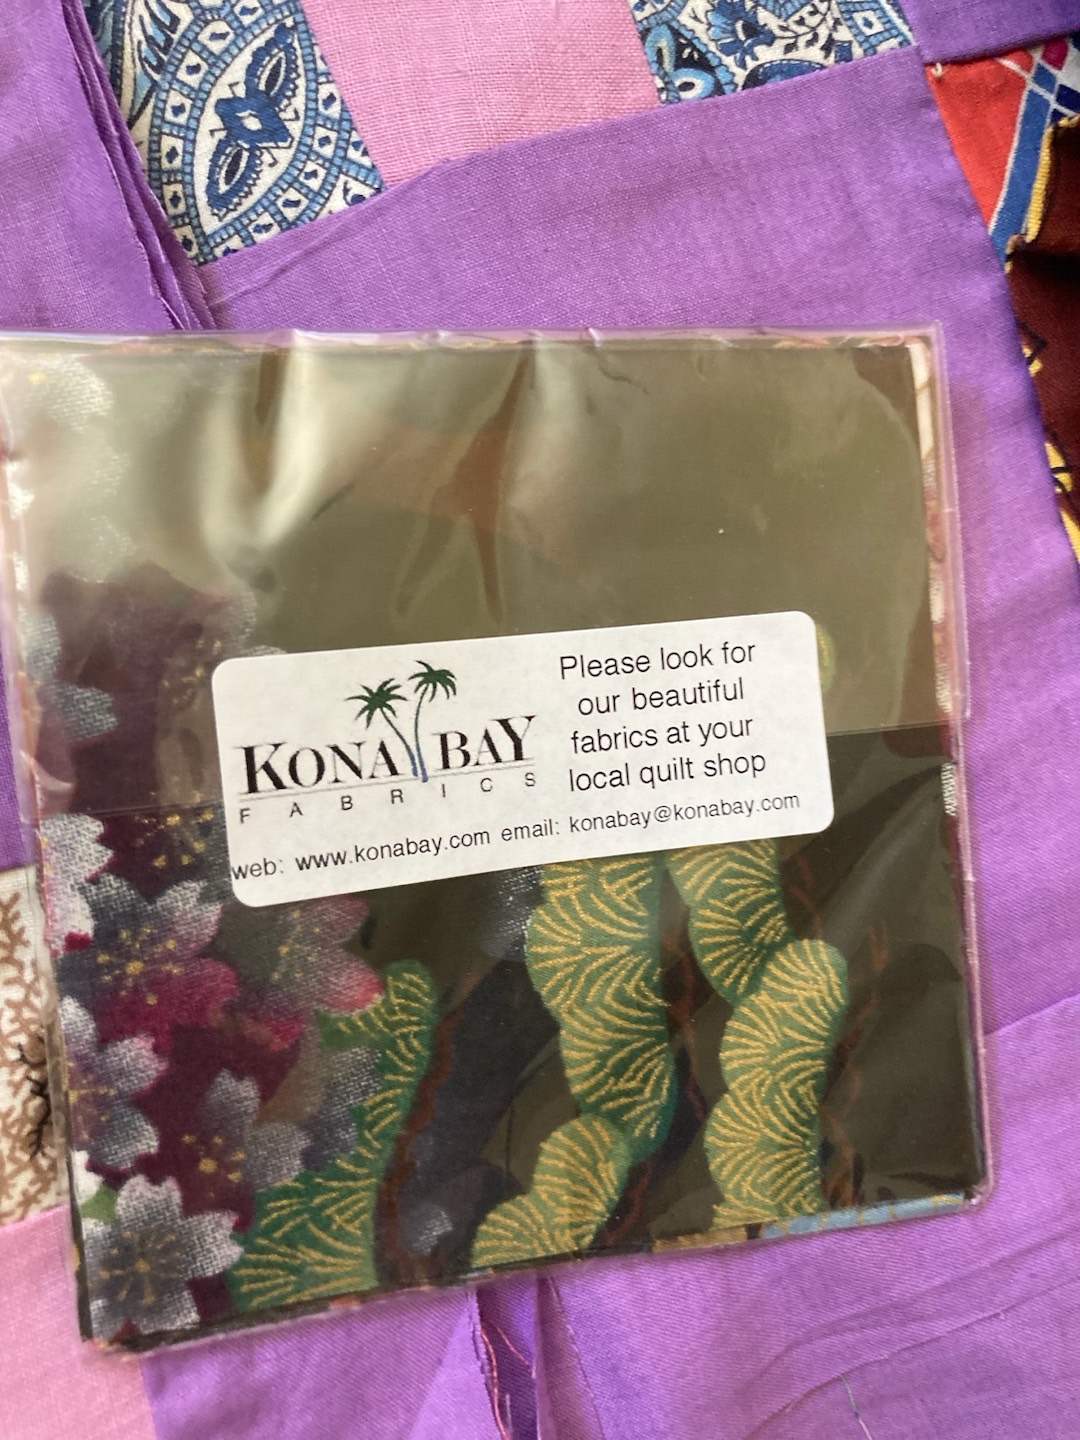 KONA BAY
FABRICS
Please look for
our beautiful
fabrics at your
local quilt shop
web: www.konabay.com email: konabay@konabay.com